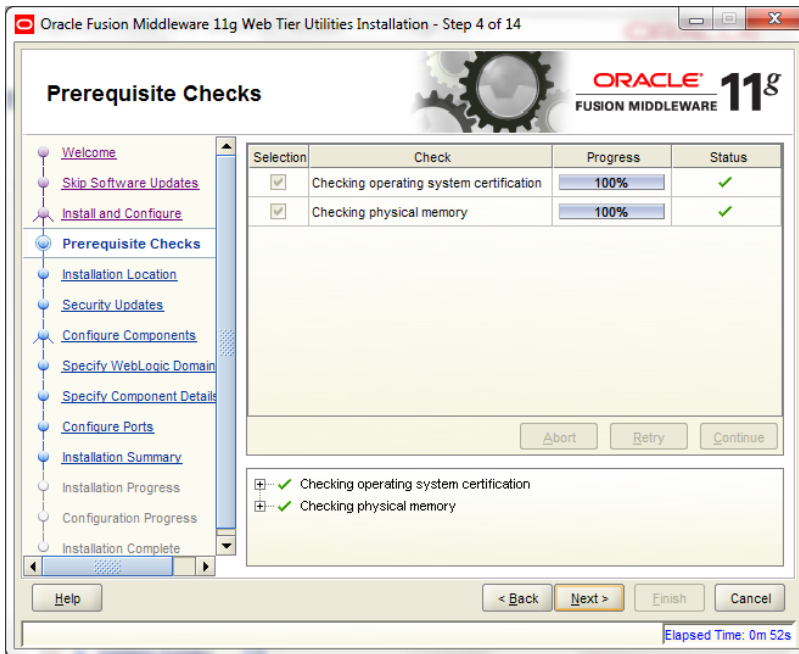 Oracle Fusion Middleware 11g Web Tier Utilities Installation - Step 4 of 14
Prerequisite Checks
ORACLE
FUSION MIDDLEWARE
11g
Welcome
Skip Software Updates
Install and Configure
Prerequisite Checks
Installation Location
Security Updates
Configure Components
Specify WebLogic Domain
Specify Component Details
Configure Ports
Installation Summary
Installation Progress
Configuration Progress
Installation Complete
Selection Check Progress Status
Checking operating system certification 100%
Checking physical memory 100%
Abort Retry Continue
Checking operating system certification
Checking physical memory
Help < Back Next > Finish Cancel
Elapsed Time: 0m 52s